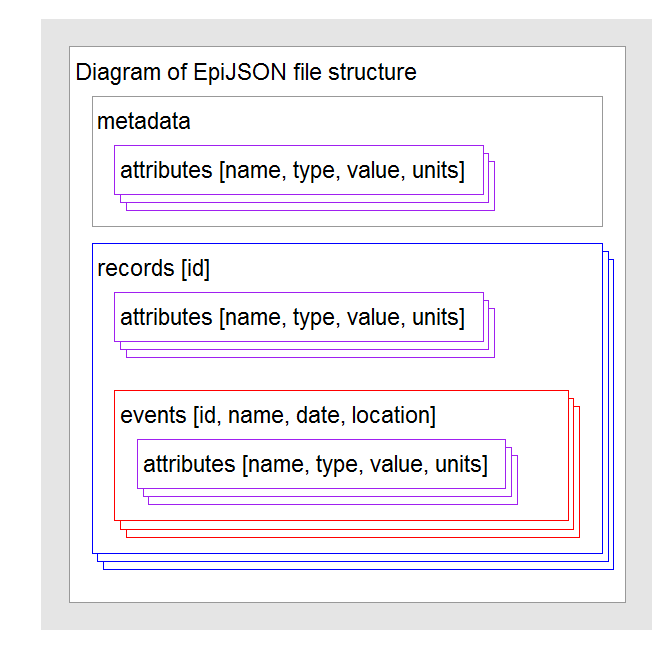 Diagram of EpiJSON file structure
metadata
attributes [name, type, value, units]
records [id]
attributes [name, type, value, units]
events [id, name, date, location]
attributes [name, type, value, units]